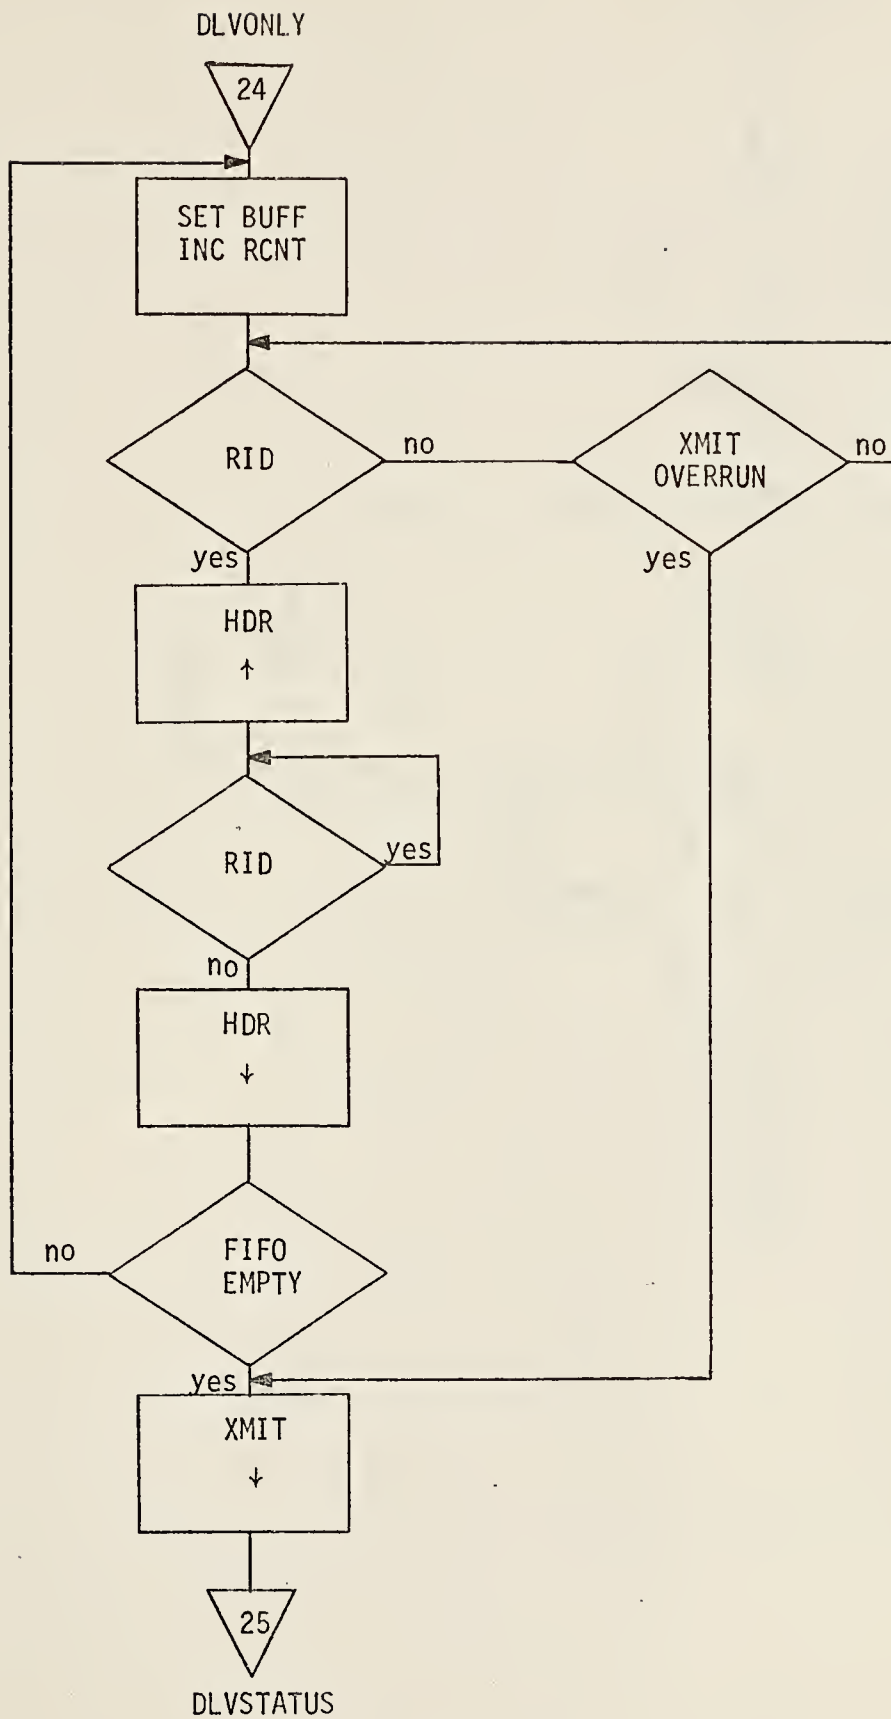 DLVONLY
24
SET BUFF
INC RCNT
RID
no
XMIT
OVERRUN
no
yes
yes
HDR
↑
RID
yes
no
HDR
↓
no
FIFO
EMPTY
yes
XMIT
↓
25
DLVSTATUS